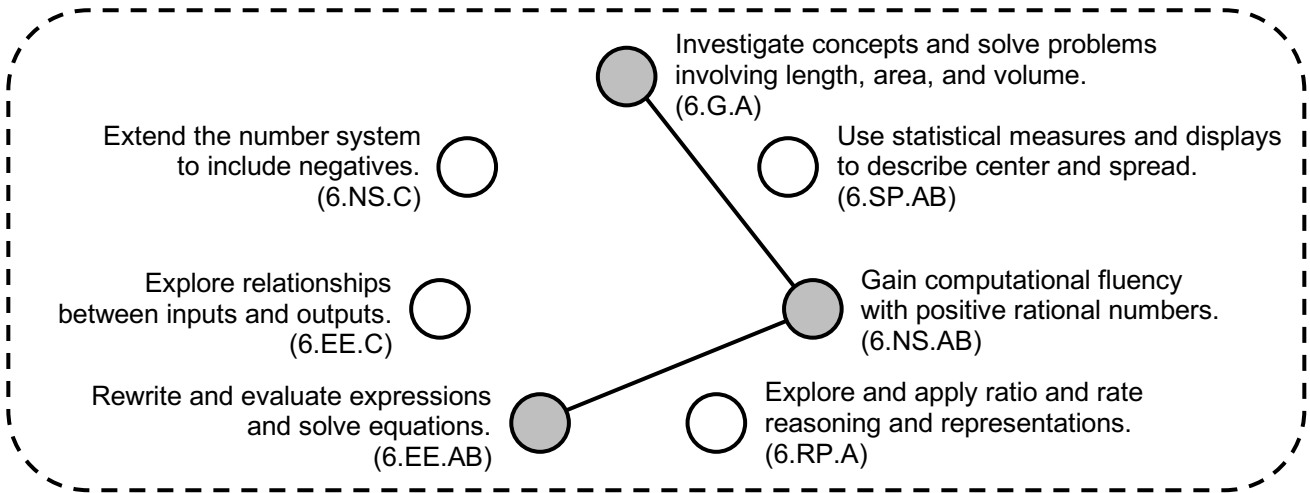 Investigate concepts and solve problems
involving length, area, and volume.
(6.G.A)
Extend the number system
to include negatives.
(6.NS.C)
Use statistical measures and displays
to describe center and spread.
(6.SP.AB)
Explore relationships
between inputs and outputs.
(6.EE.C)
Gain computational fluency
with positive rational numbers.
(6.NS.AB)
Rewrite and evaluate expressions
and solve equations.
(6.EE.AB)
Explore and apply ratio and rate
reasoning and representations.
(6.RP.A)